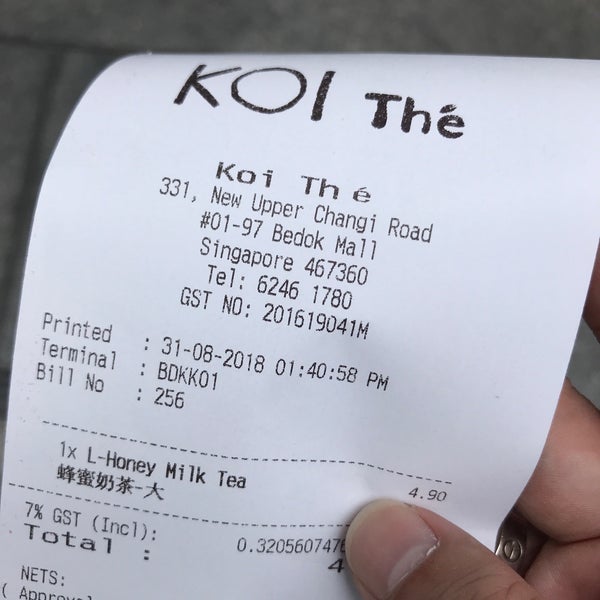 KOI Thé
Koi Thé
331, New Upper Changi Road
#01-97 Bedok Mall
Singapore 467360
Tel: 6246 1780
GST NO: 201619041M
Printed : 31-08-2018 01:40:58 PM
Terminal : BDKK01
Bill No : 256
1x L-Honey Milk Tea 4.90
蜂蜜奶茶-大
7% GST (Incl): 0.3205607476
Total : 4
NETS: